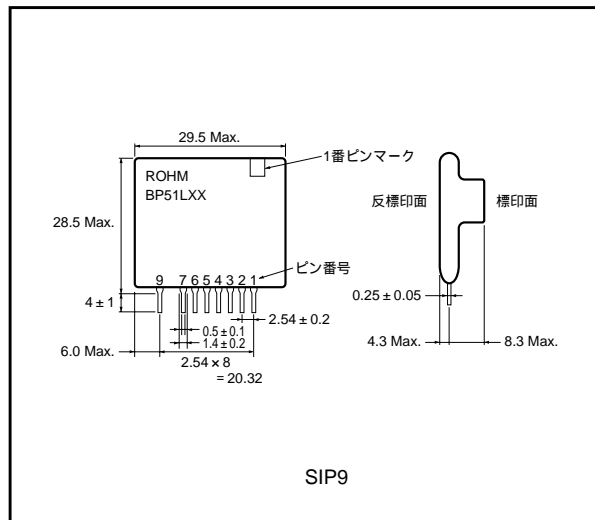 29.5 Max.
1番ピンマーク
ROHM
BP51LXX
反標印面
標印面
28.5 Max.
ピン番号
9 7 6 5 4 3 2 1
4 ± 1
0.25 ± 0.05
2.54 ± 0.2
0.5 ± 0.1
1.4 ± 0.2
6.0 Max.
4.3 Max.
8.3 Max.
2.54 × 8
= 20.32
SIP9